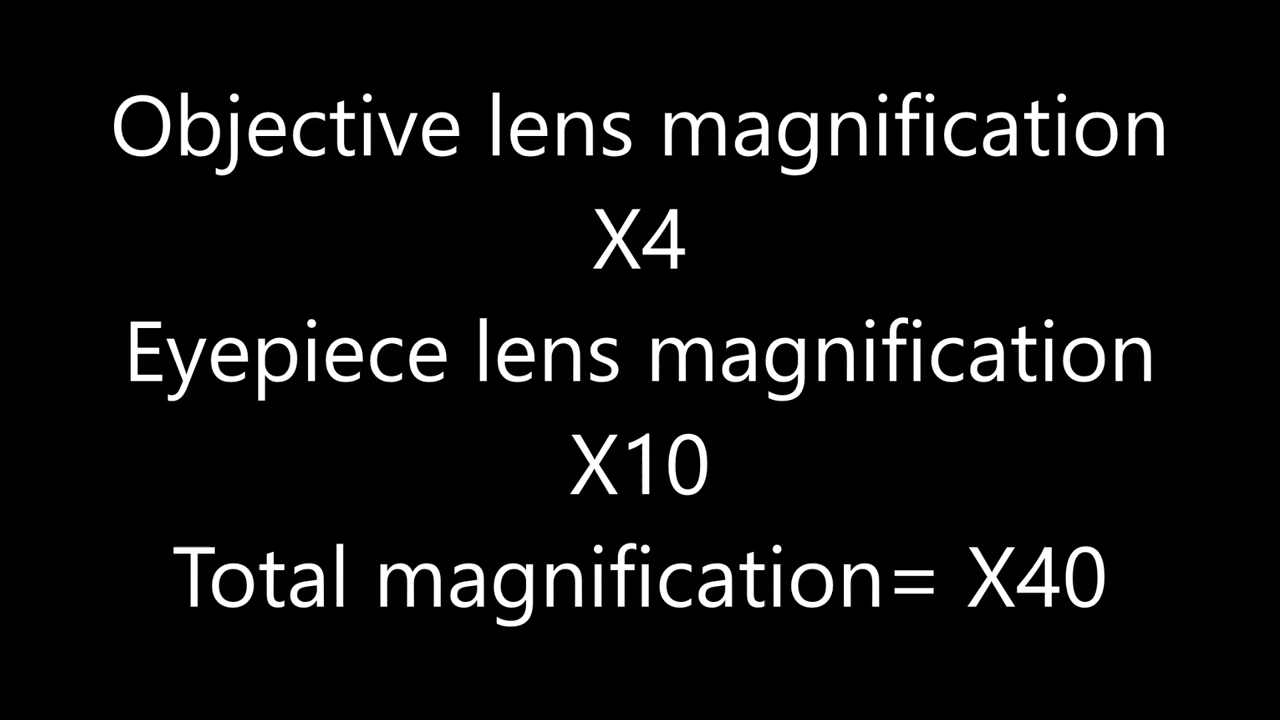 Objective lens magnification
X4
Eyepiece lens magnification
X10
Total magnification= X40